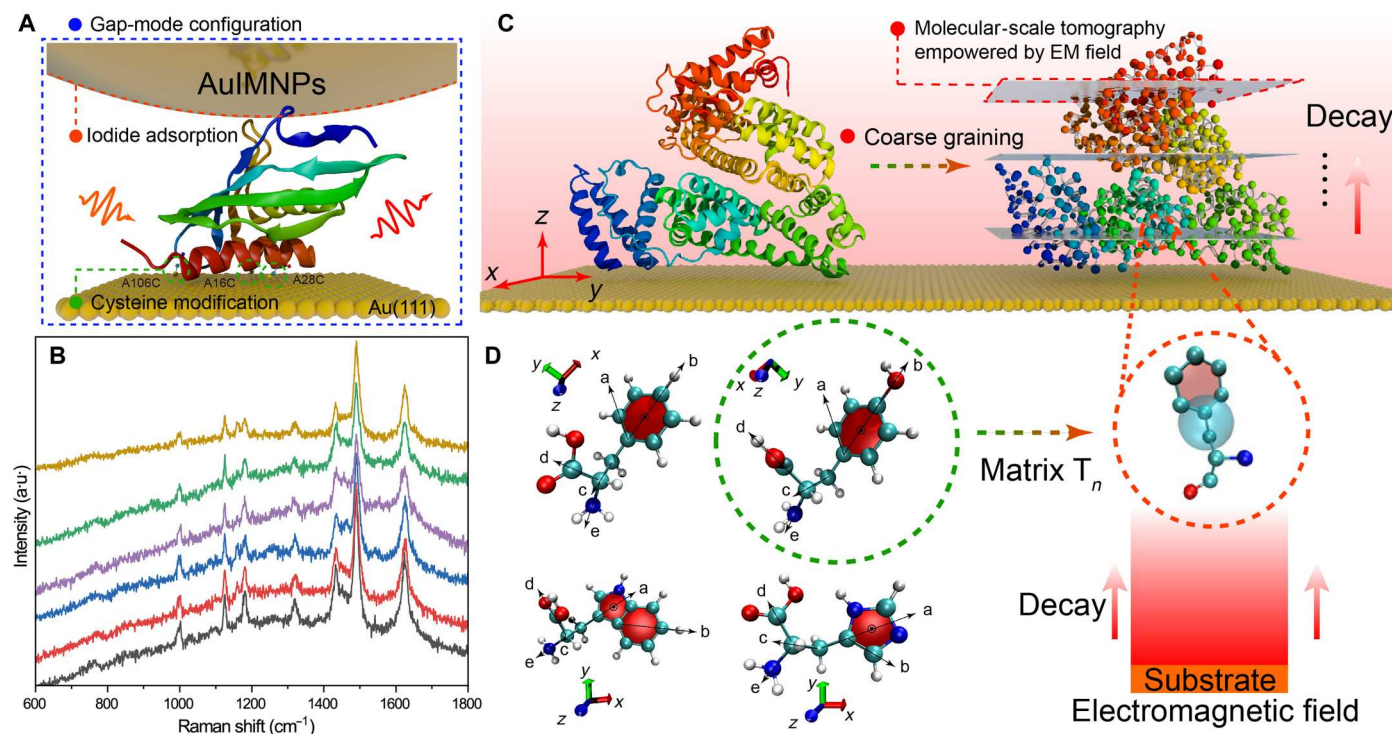 A
Gap-mode configuration
AuIMNPs
Iodide adsorption
A106C A16C A28C
Cysteine modification
Au(111)
B
Intensity (a·u·)
600 800 1000 1200 1400 1600 1800
Raman shift (cm⁻¹)
C
Molecular-scale tomography
empowered by EM field
Coarse graining
Decay
z
x
y
D
y x
z
a b
d
c
e
x z y
a b
d
c
e
Matrix Tₙ
d a
b
e c
y
z x
d a
c
b
e
y
z x
Decay
Substrate
Electromagnetic field